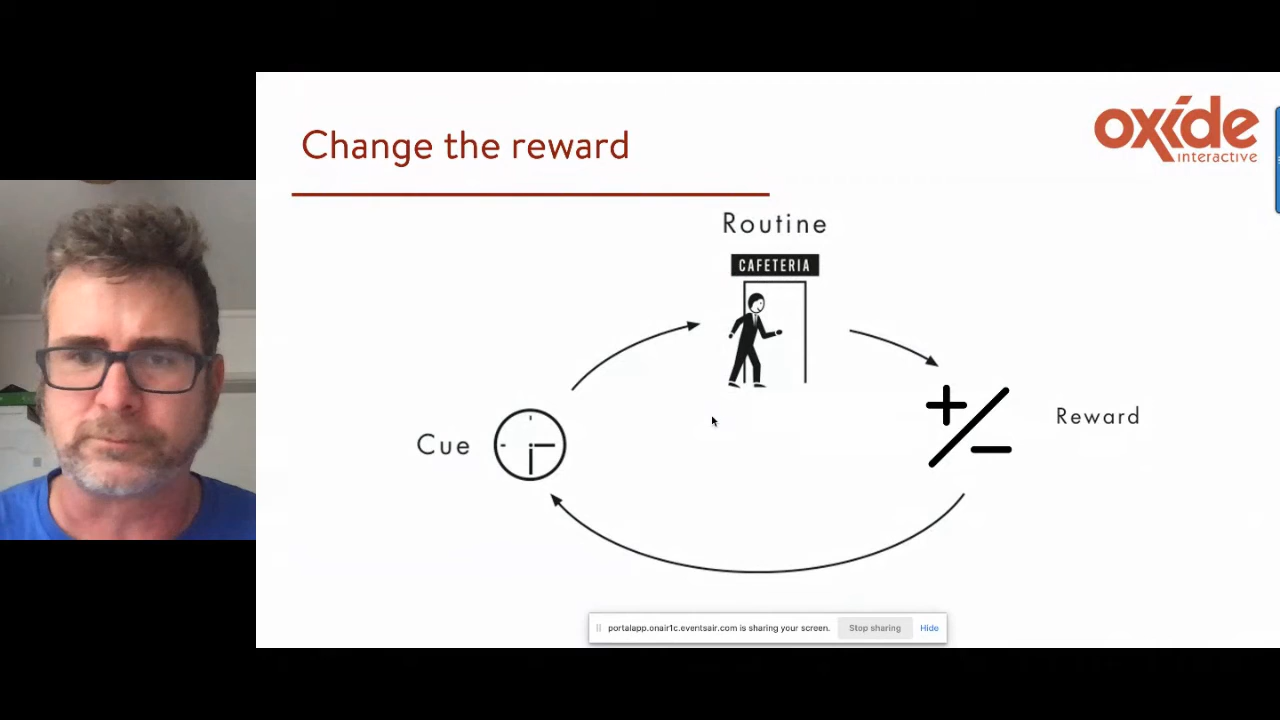 Change the reward
oxide
interactive
Routine
CAFETERIA
Cue
Reward
portalapp.onair1c.eventsair.com is sharing your screen.
Stop sharing
Hide